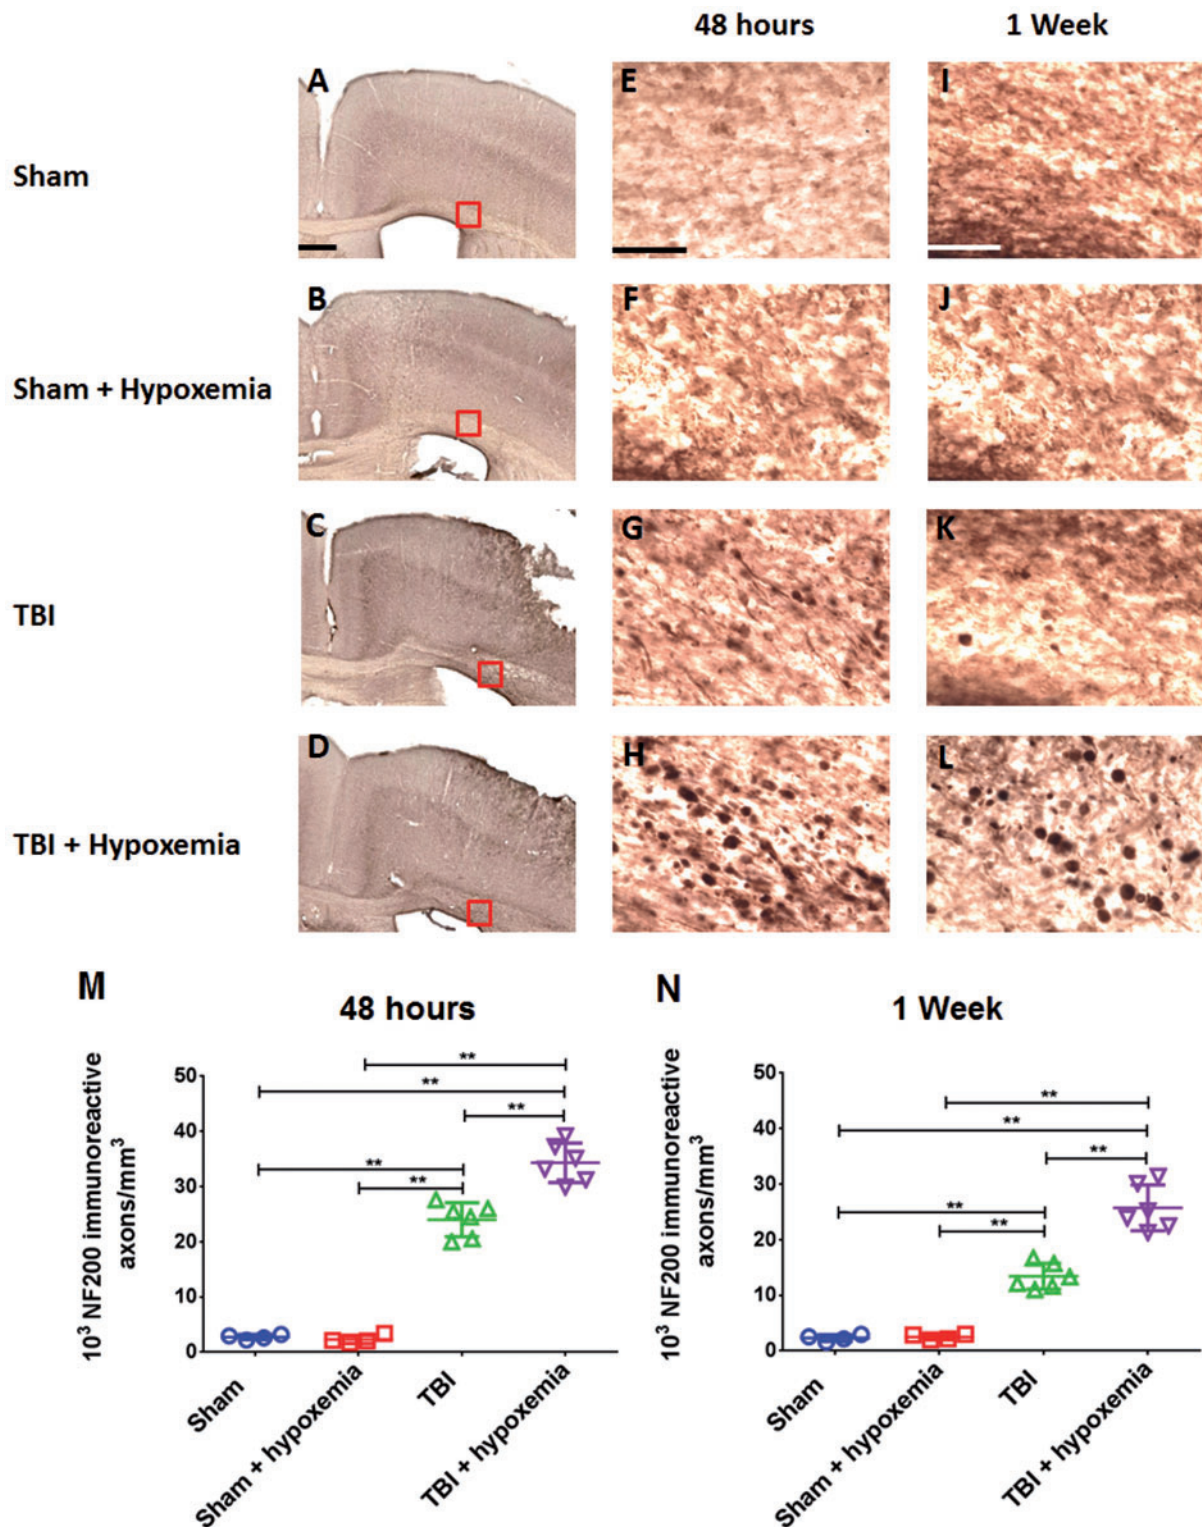 48 hours 1 Week
A E I
Sham
B F J
Sham + Hypoxemia
C G K
TBI
D H L
TBI + Hypoxemia
M N
48 hours 1 Week
10³ NF200 immunoreactive
axons/mm³
50
40
30
20
10
0
**
**
**
**
**
Sham
Sham + hypoxemia
TBI
TBI + hypoxemia
10³ NF200 immunoreactive
axons/mm³
50
40
30
20
10
0
**
**
**
**
**
Sham
Sham + hypoxemia
TBI
TBI + hypoxemia